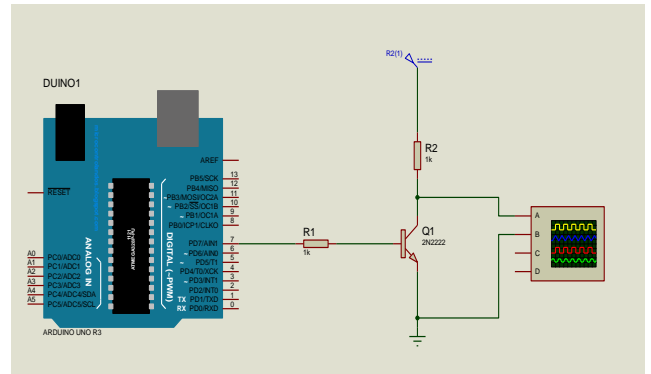 R2(1)
DUINO1
R2
1k
AREF
PB5/SCK 13
PB4/MISO 12
~PB3/MOSI/OC2A 11
~PB2/SS/OC1B 10
~PB1/OC1A 9
PB0/ICP1/CLKO 8
RESET
DIGITAL (~PWM)
ANALOG IN
1121
R1
1k
Q1
2N2222
A
B
C
D
PD7/AIN1 7
~PD6/AIN0 6
~PD5/T1 5
PD4/T0/XCK 4
~PD3/INT1 3
PD2/INT0 2
TX PD1/TXD 1
RX PD0/RXD 0
A0 PC0/ADC0
A1 PC1/ADC1
A2 PC2/ADC2
A3 PC3/ADC3
A4 PC4/ADC4/SDA
A5 PC5/ADC5/SCL
ARDUINO UNO R3